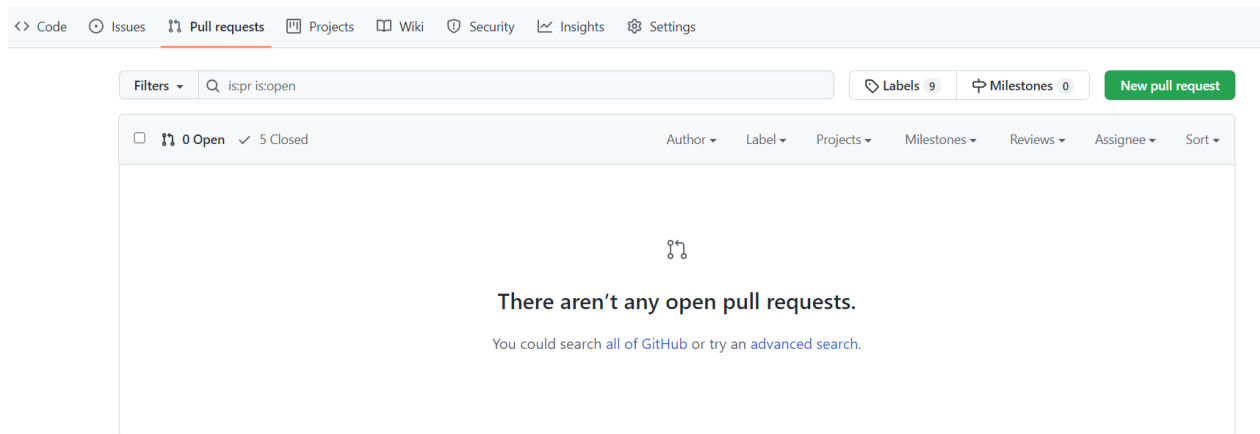 Code Issues Pull requests Projects Wiki Security Insights Settings
Filters is:pr is:open Labels 9 Milestones 0 New pull request
0 Open 5 Closed Author Label Projects Milestones Reviews Assignee Sort
There aren’t any open pull requests.
You could search all of GitHub or try an advanced search.